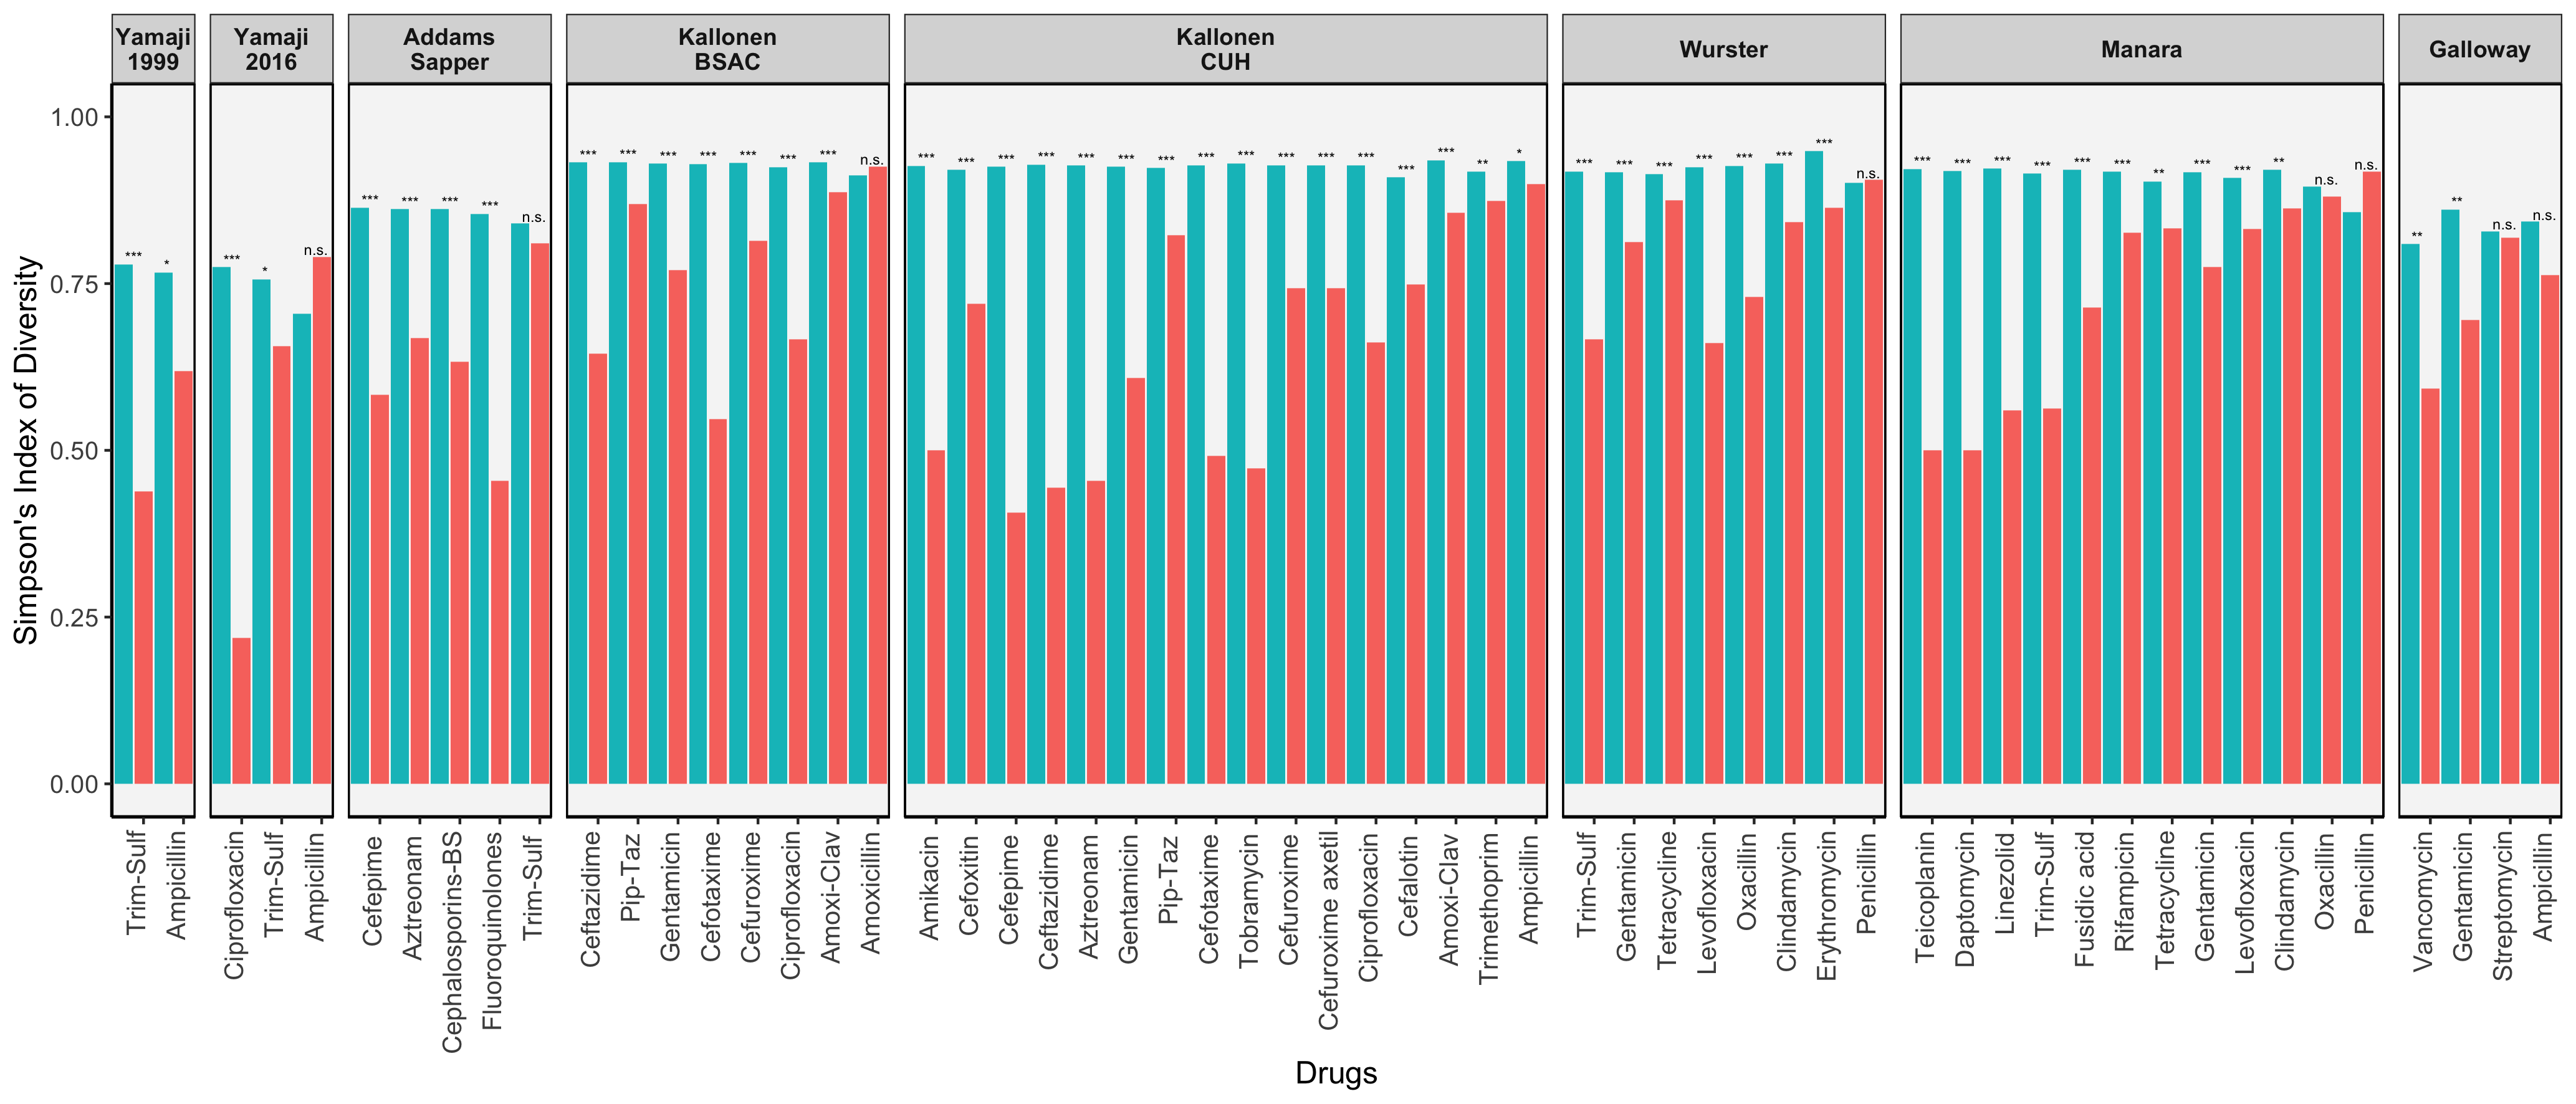 Yamaji
1999
Yamaji
2016
Addams
Sapper
Kallonen
BSAC
Kallonen
CUH
Wurster
Manara
Galloway
Simpson's Index of Diversity
1.00
0.75
0.50
0.25
0.00
*** *
*** * n.s.
*** *** *** *** n.s.
*** *** *** *** *** *** *** n.s.
*** *** *** *** *** *** *** *** *** *** *** *** *** *** ** *
*** *** *** *** *** *** *** n.s.
*** *** *** *** *** *** ** *** *** ** n.s. n.s.
** ** n.s. n.s.
Trim-Sulf
Ampicillin
Ciprofloxacin
Trim-Sulf
Ampicillin
Cefepime
Aztreonam
Cephalosporins-BS
Fluoroquinolones
Trim-Sulf
Ceftazidime
Pip-Taz
Gentamicin
Cefotaxime
Cefuroxime
Ciprofloxacin
Amoxi-Clav
Amoxicillin
Amikacin
Cefoxitin
Cefepime
Ceftazidime
Aztreonam
Gentamicin
Pip-Taz
Cefotaxime
Tobramycin
Cefuroxime
Cefuroxime axetil
Ciprofloxacin
Cefalotin
Amoxi-Clav
Trimethoprim
Ampicillin
Trim-Sulf
Gentamicin
Tetracycline
Levofloxacin
Oxacillin
Clindamycin
Erythromycin
Penicillin
Teicoplanin
Daptomycin
Linezolid
Trim-Sulf
Fusidic acid
Rifampicin
Tetracycline
Gentamicin
Levofloxacin
Clindamycin
Oxacillin
Penicillin
Vancomycin
Gentamicin
Streptomycin
Ampicillin
Drugs